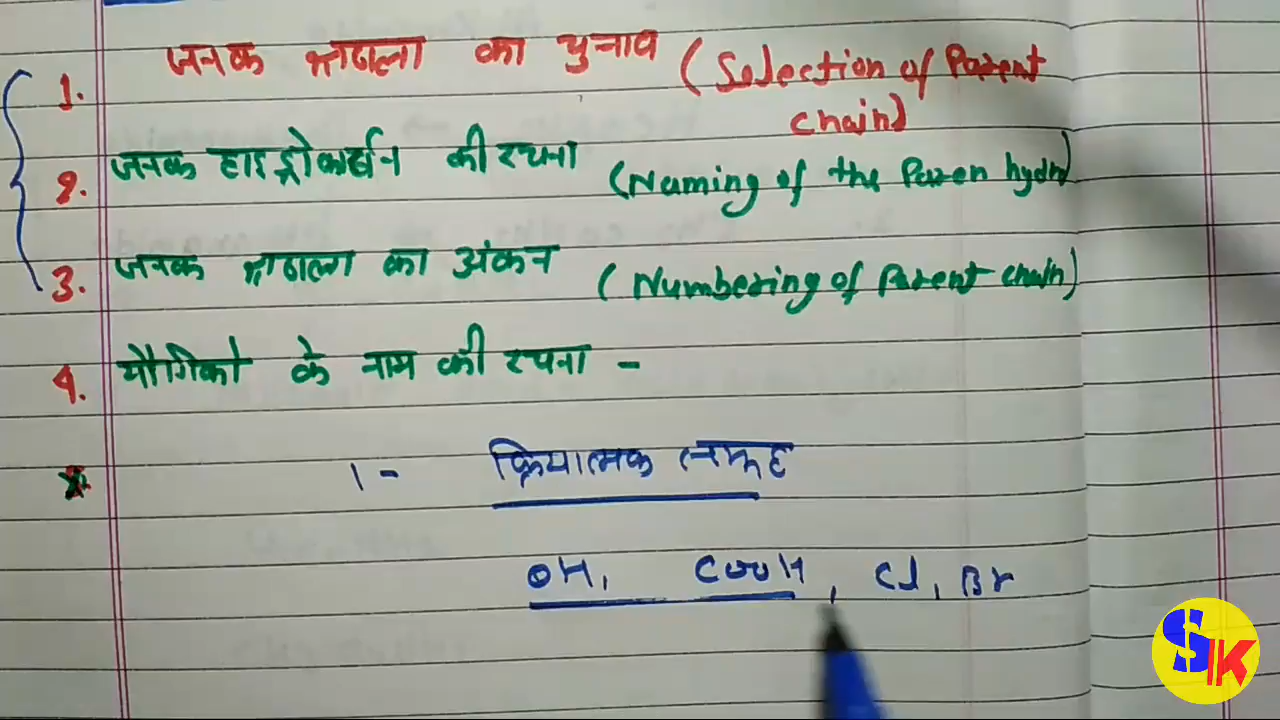 1. जनक श्रृंखला का चुनाव (Selection of Parent
chain)
2. जनक हाइड्रोकार्बन की रचना (Naming of the Paren hydro)
3. जनक श्रृंखला का अंकन (Numbering of Parent chain)
4. यौगिको के नाम की रचना -
* 1- क्रियात्मक समूह
OH, COOH, Cl, Br
SK